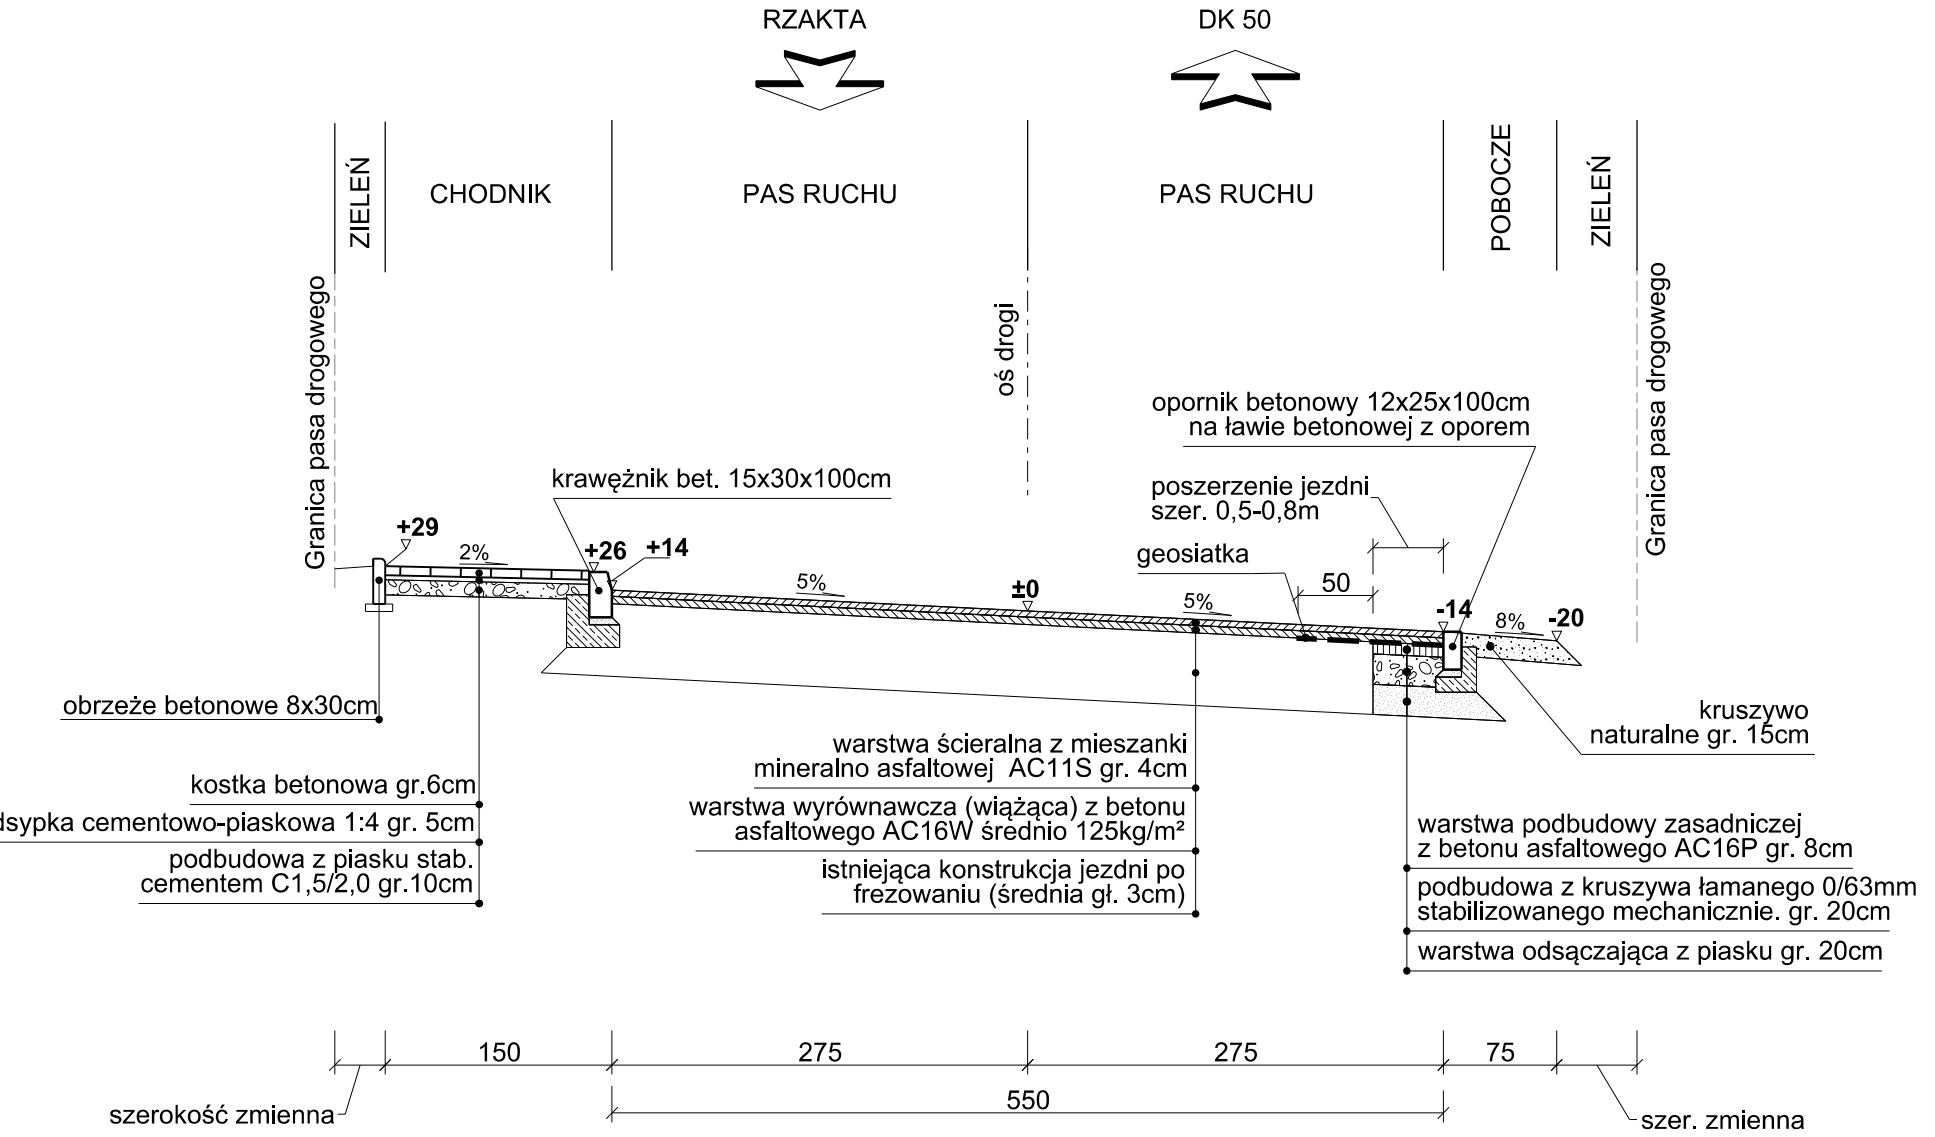 RZAKTA
DK 50
ZIELEŃ
CHODNIK
PAS RUCHU
PAS RUCHU
POBOCZE
ZIELEŃ
Granica pasa drogowego
oś drogi
Granica pasa drogowego
opornik betonowy 12x25x100cm
na ławie betonowej z oporem
krawężnik bet. 15x30x100cm
poszerzenie jezdni
szer. 0,5-0,8m
geosiatka
+29
2%
+26
+14
5%
±0
5%
50
-14
8%
-20
obrzeże betonowe 8x30cm
kostka betonowa gr.6cm
dsypka cementowo-piaskowa 1:4 gr. 5cm
podbudowa z piasku stab.
cementem C1,5/2,0 gr.10cm
warstwa ścieralna z mieszanki
mineralno asfaltowej AC11S gr. 4cm
warstwa wyrównawcza (wiążąca) z betonu
asfaltowego AC16W średnio 125kg/m²
istniejąca konstrukcja jezdni po
frezowaniu (średnia gł. 3cm)
kruszywo
naturalne gr. 15cm
warstwa podbudowy zasadniczej
z betonu asfaltowego AC16P gr. 8cm
podbudowa z kruszywa łamanego 0/63mm
stabilizowanego mechanicznie. gr. 20cm
warstwa odsączająca z piasku gr. 20cm
150
275
275
75
550
szerokość zmienna
szer. zmienna